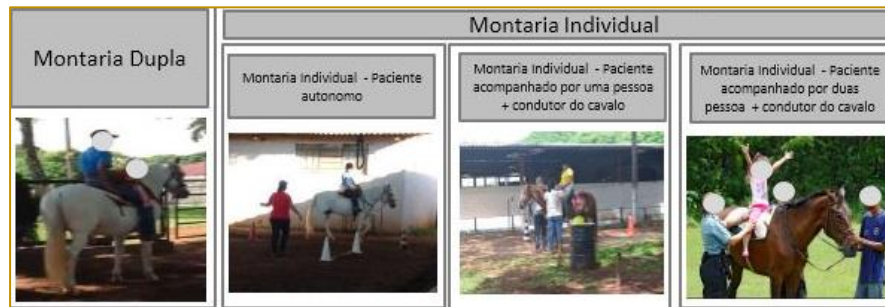 Montaria Dupla
Montaria Individual
Montaria Individual - Paciente
autonomo
Montaria Individual - Paciente
acompanhado por uma pessoa
+ condutor do cavalo
Montaria Individual - Paciente
acompanhado por duas
pessoa + condutor do cavalo